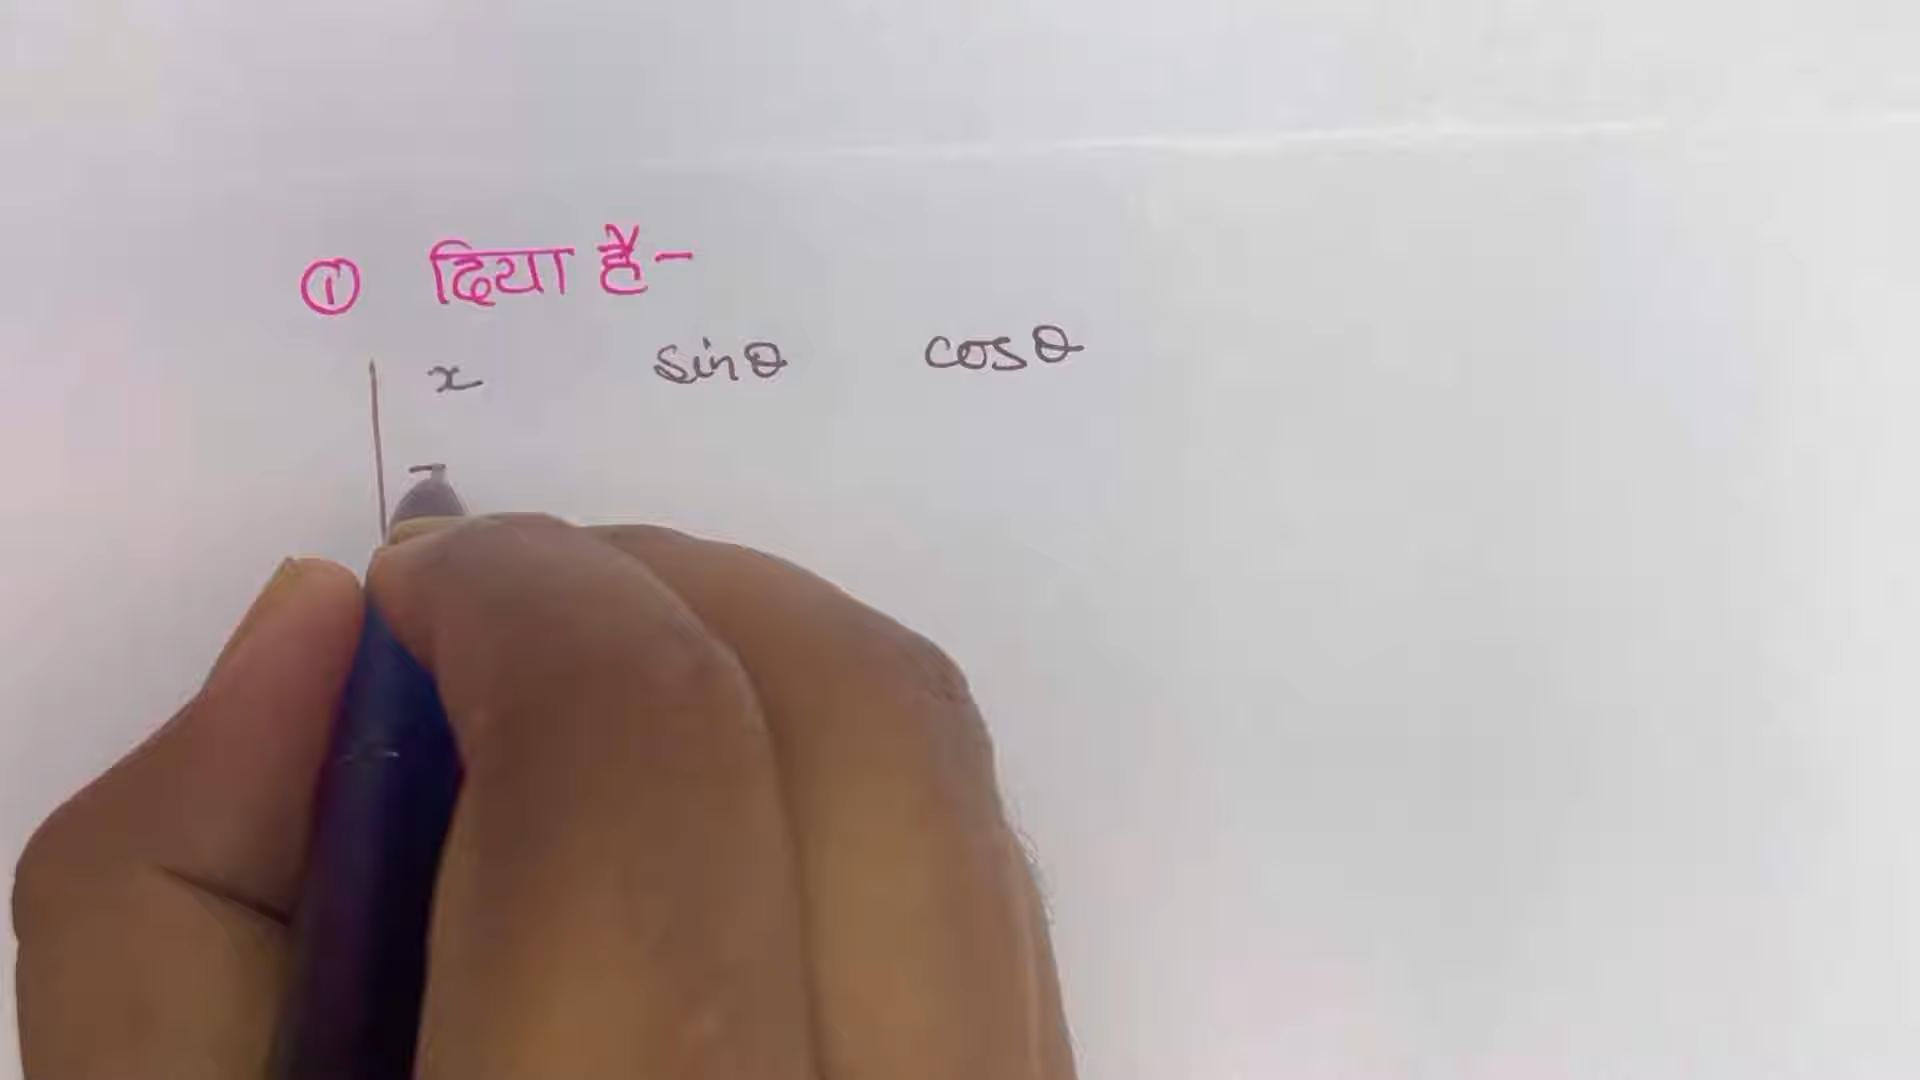 ① दिया है-
| x sinθ cosθ
-